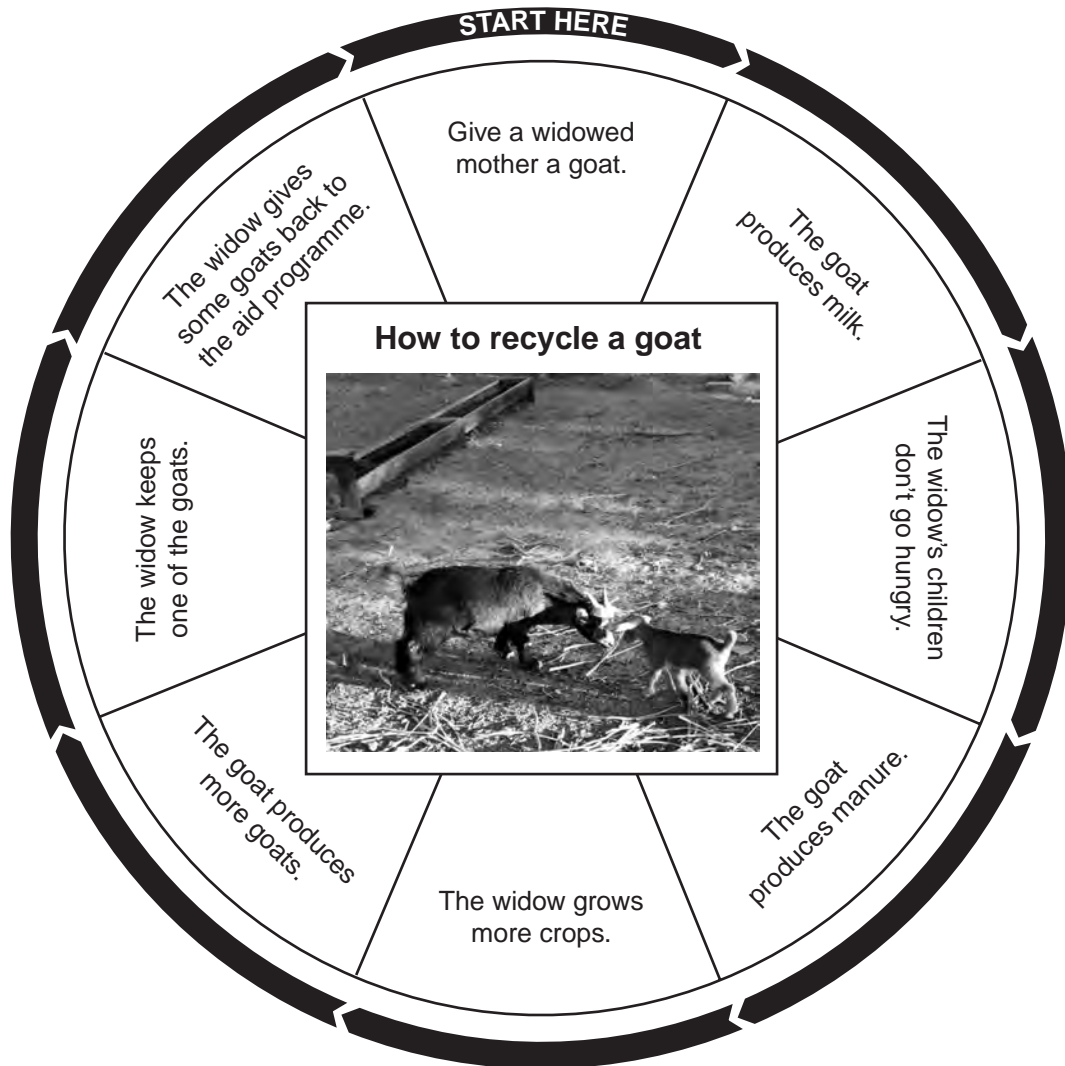 START HERE
Give a widowed
mother a goat.
The goat
produces milk.
The widow's children
don't go hungry.
The goat
produces manure.
The widow grows
more crops.
The goat produces
more goats.
The widow keeps
one of the goats.
The widow gives
some goats back to
the aid programme.
How to recycle a goat